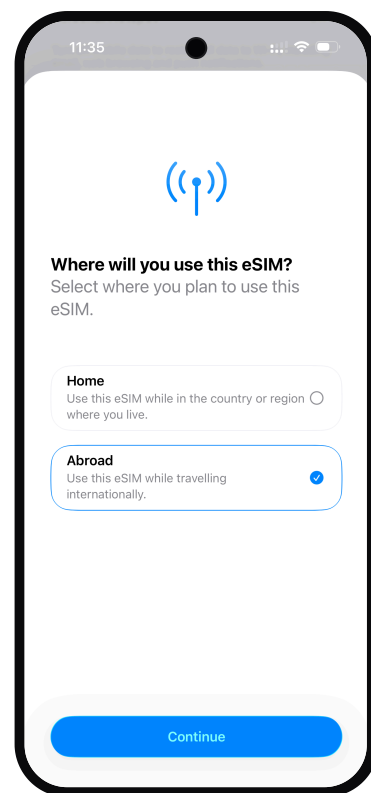 11:35
Where will you use this eSIM?
Select where you plan to use this
eSIM.
Home
Use this eSIM while in the country or region
where you live.
Abroad
Use this eSIM while travelling
internationally.
Continue